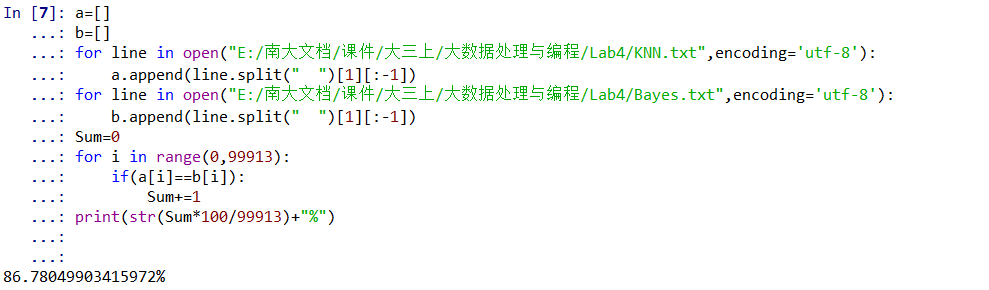 In [7]: a=[]
   ...: b=[]
   ...: for line in open("E:/南大文档/课件/大三上/大数据处理与编程/Lab4/KNN.txt",encoding='utf-8'):
   ...:     a.append(line.split("  ")[1][:-1])
   ...: for line in open("E:/南大文档/课件/大三上/大数据处理与编程/Lab4/Bayes.txt",encoding='utf-8'):
   ...:     b.append(line.split("  ")[1][:-1])
   ...: Sum=0
   ...: for i in range(0,99913):
   ...:     if(a[i]==b[i]):
   ...:         Sum+=1
   ...: print(str(Sum*100/99913)+"%")
   ...:
   ...:
86.78049903415972%